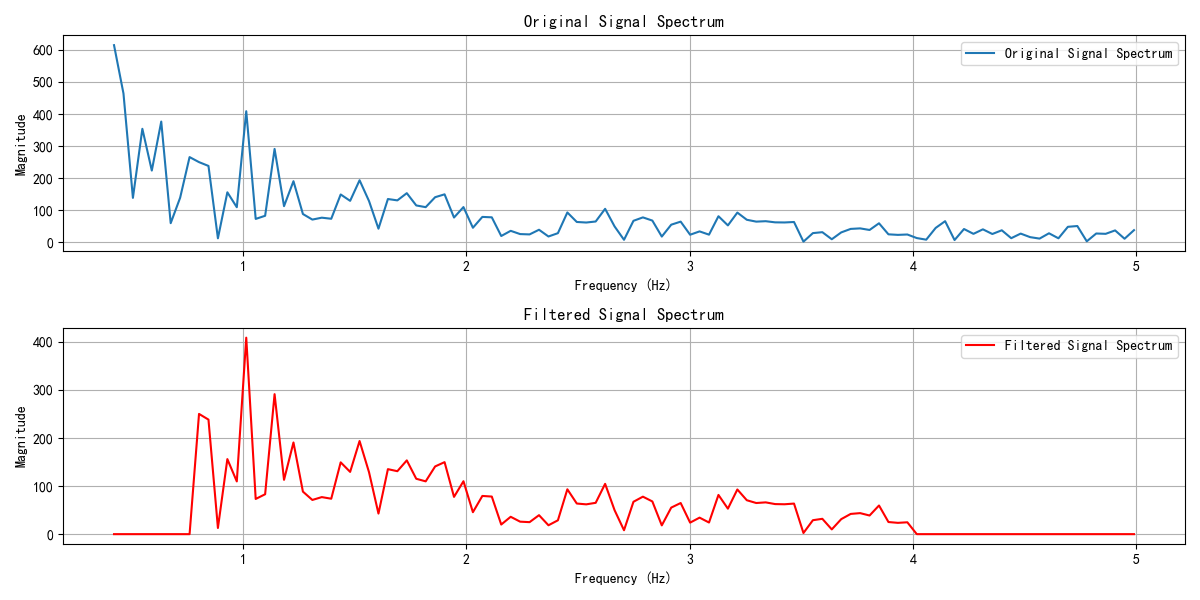 Original Signal Spectrum
600
500
400
300
200
100
0
Magnitude
Original Signal Spectrum
1
2
3
4
5
Frequency (Hz)
Filtered Signal Spectrum
400
300
200
100
0
Magnitude
Filtered Signal Spectrum
1
2
3
4
5
Frequency (Hz)